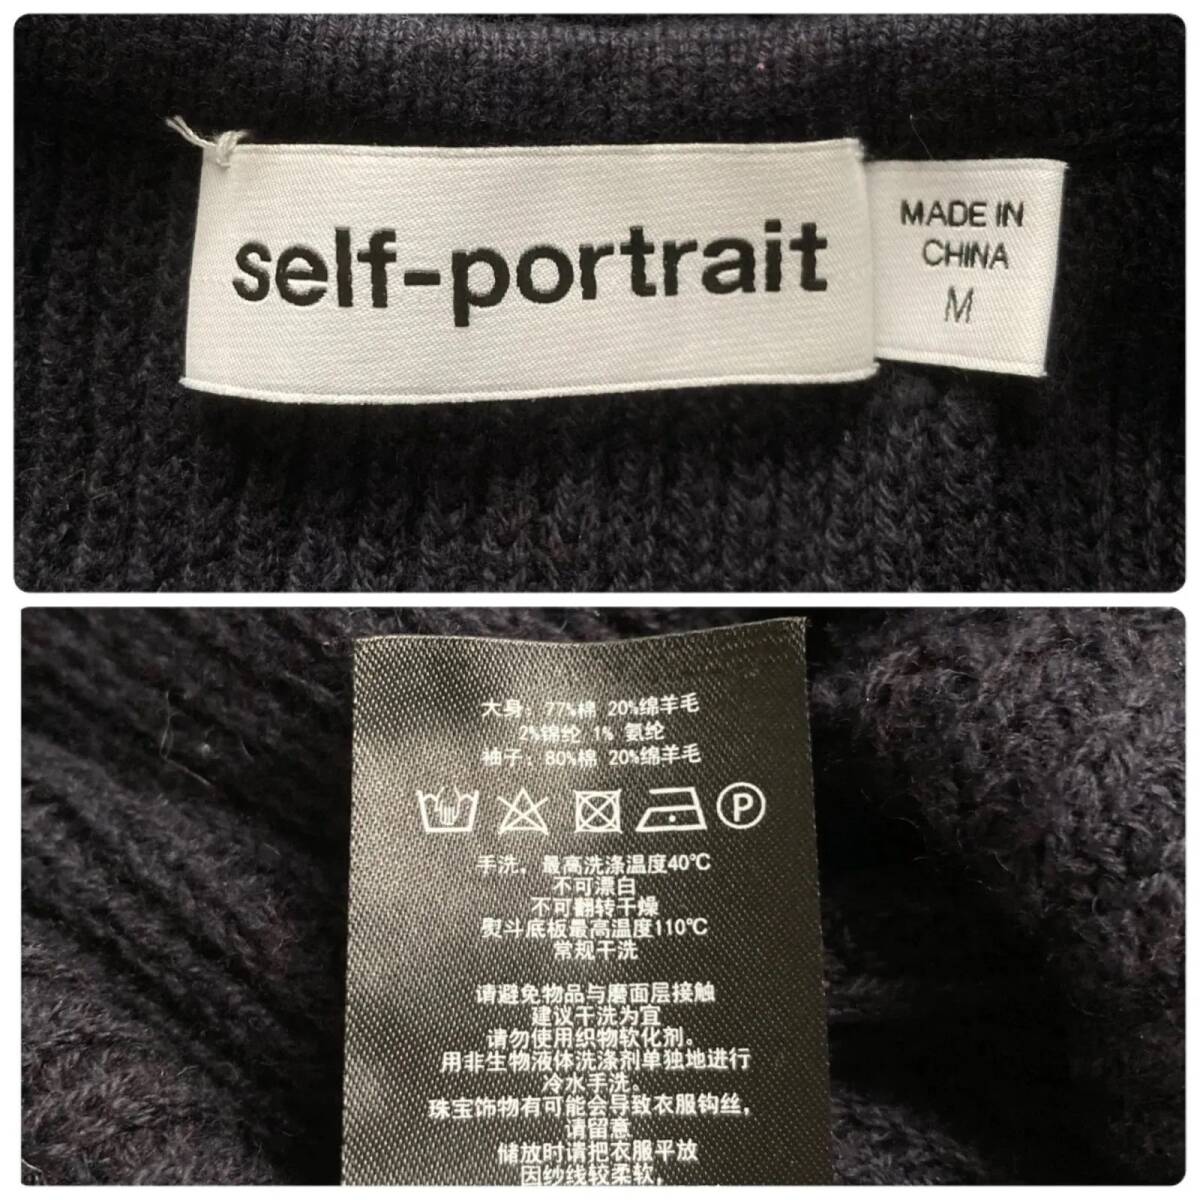 self-portrait
MADE IN
CHINA
M
大身：77%棉 20%绵羊毛
2%锦纶 1% 氨纶
袖子：80%棉 20%绵羊毛
P
手洗，最高洗涤温度40℃
不可漂白
不可翻转干燥
熨斗底板最高温度110℃
常规干洗
请避免物品与磨面层接触
建议干洗为宜
请勿使用织物软化剂。
用非生物液体洗涤剂单独地进行
冷水手洗。
珠宝饰物有可能会导致衣服钩丝，
请留意
储放时请把衣服平放
因纱线较柔软，